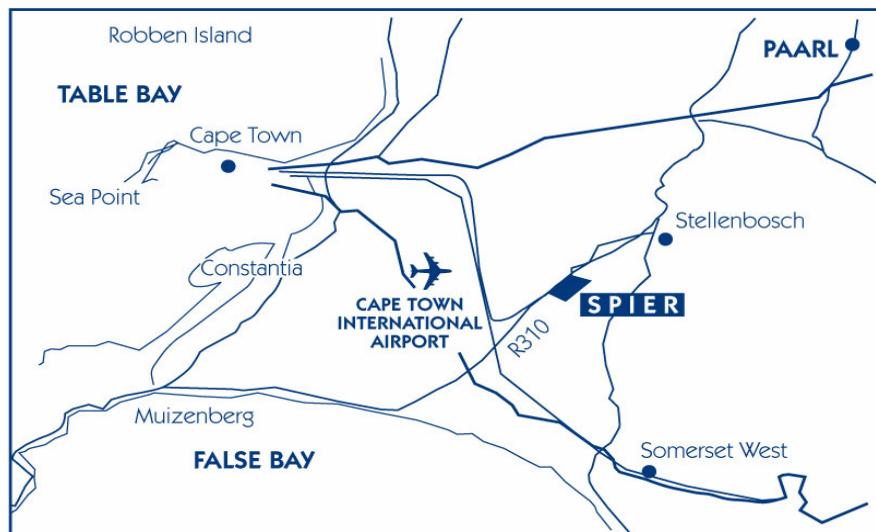 Robben Island
PAARL
TABLE BAY
Cape Town
Sea Point
Stellenbosch
Constantia
CAPE TOWN
INTERNATIONAL
AIRPORT
SPIER
R310
Muizenberg
FALSE BAY
Somerset West